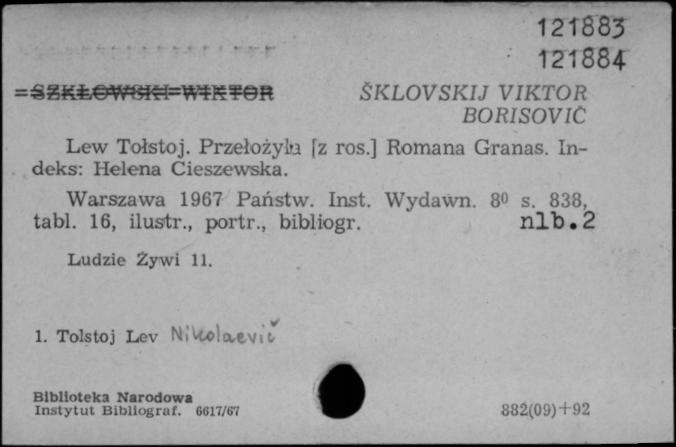 121883
121884
=SZKŁOWSKI WIKTOR ŠKLOVSKIJ VIKTOR
BORISOVIČ
Lew Tołstoj. Przełożyła [z ros.] Romana Granas. In-
deks: Helena Cieszewska.
Warszawa 1967 Państw. Inst. Wydawn. 8⁰ s. 838,
tabl. 16, ilustr., portr., bibliogr. nlb.2
Ludzie Żywi 11.
1. Tolstoj Lev Nikolaevič
Biblioteka Narodowa
Instytut Bibliograf. 6617/67 882(09)+92